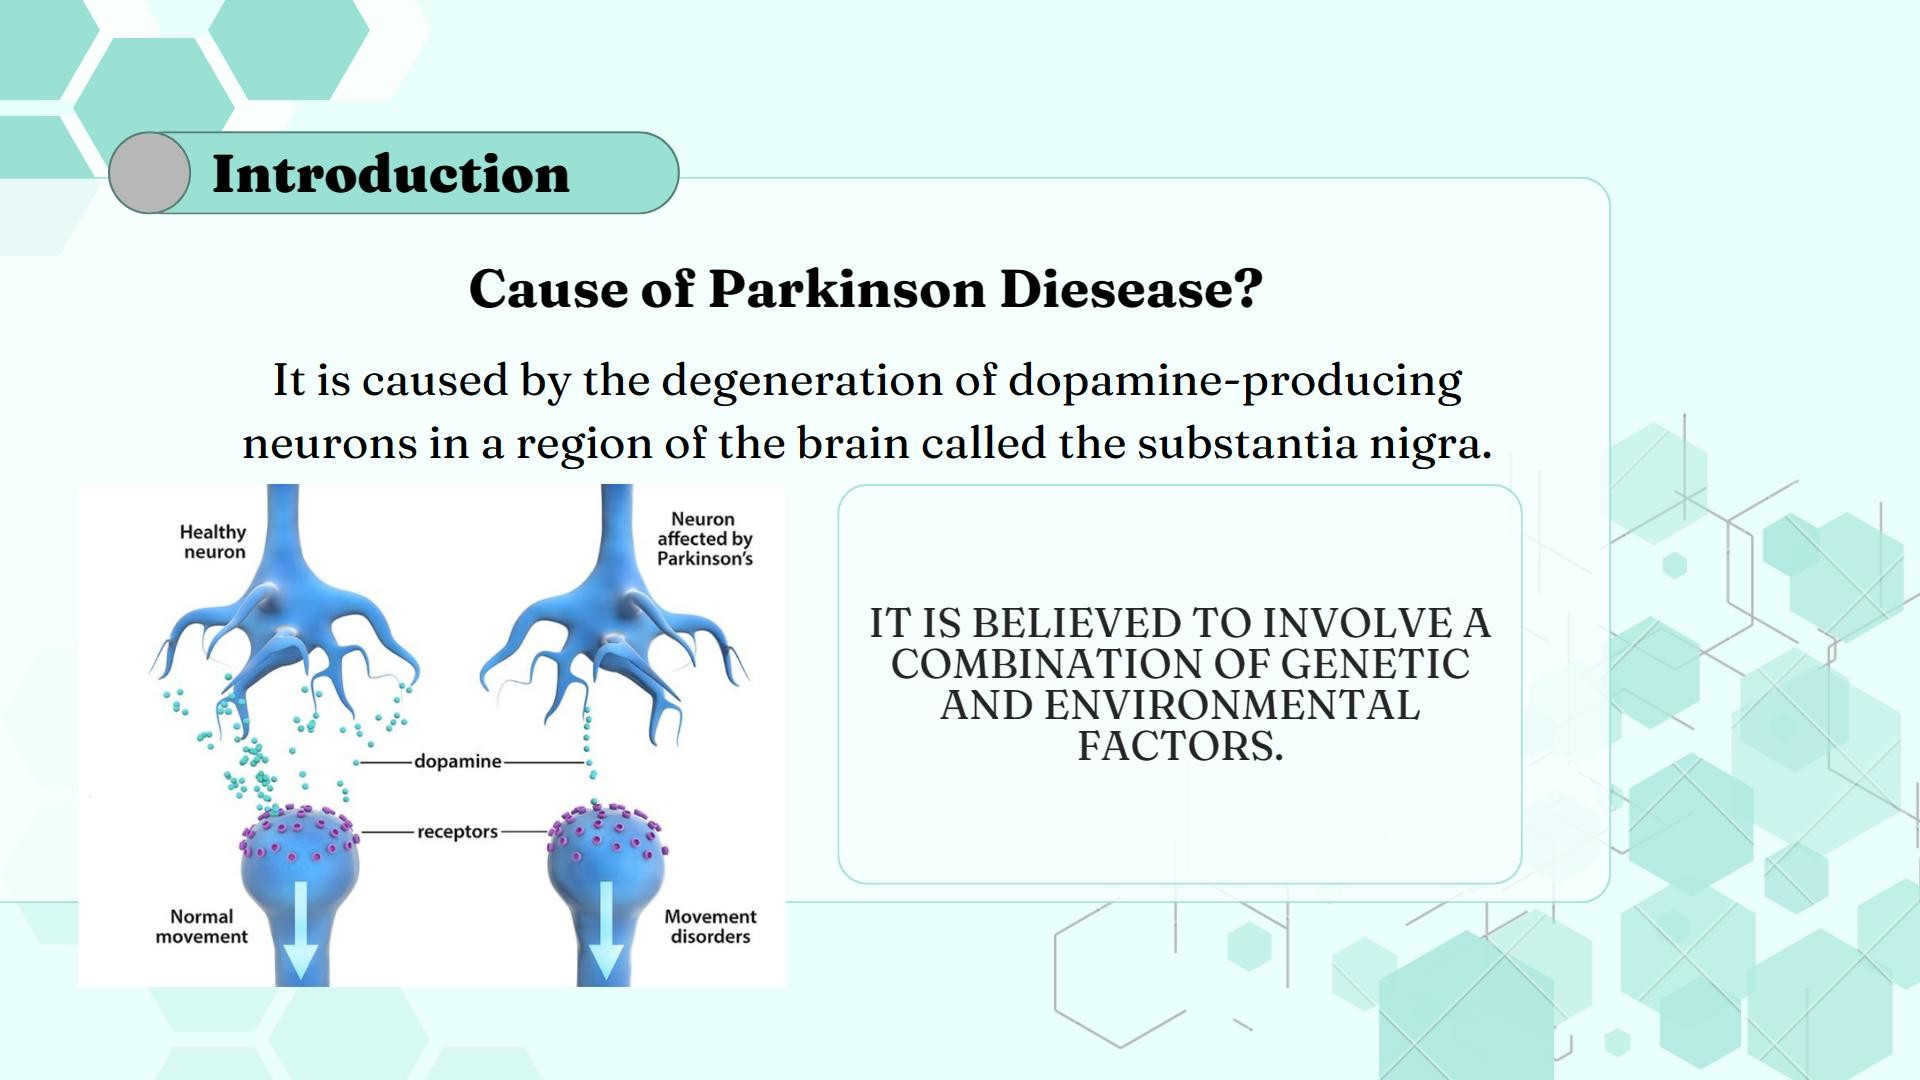 Introduction
Cause of Parkinson Diesease?
It is caused by the degeneration of dopamine-producing
neurons in a region of the brain called the substantia nigra.
Healthy
neuron
Neuron
affected by
Parkinson's
dopamine
receptors
Normal
movement
Movement
disorders
IT IS BELIEVED TO INVOLVE A
COMBINATION OF GENETIC
AND ENVIRONMENTAL
FACTORS.